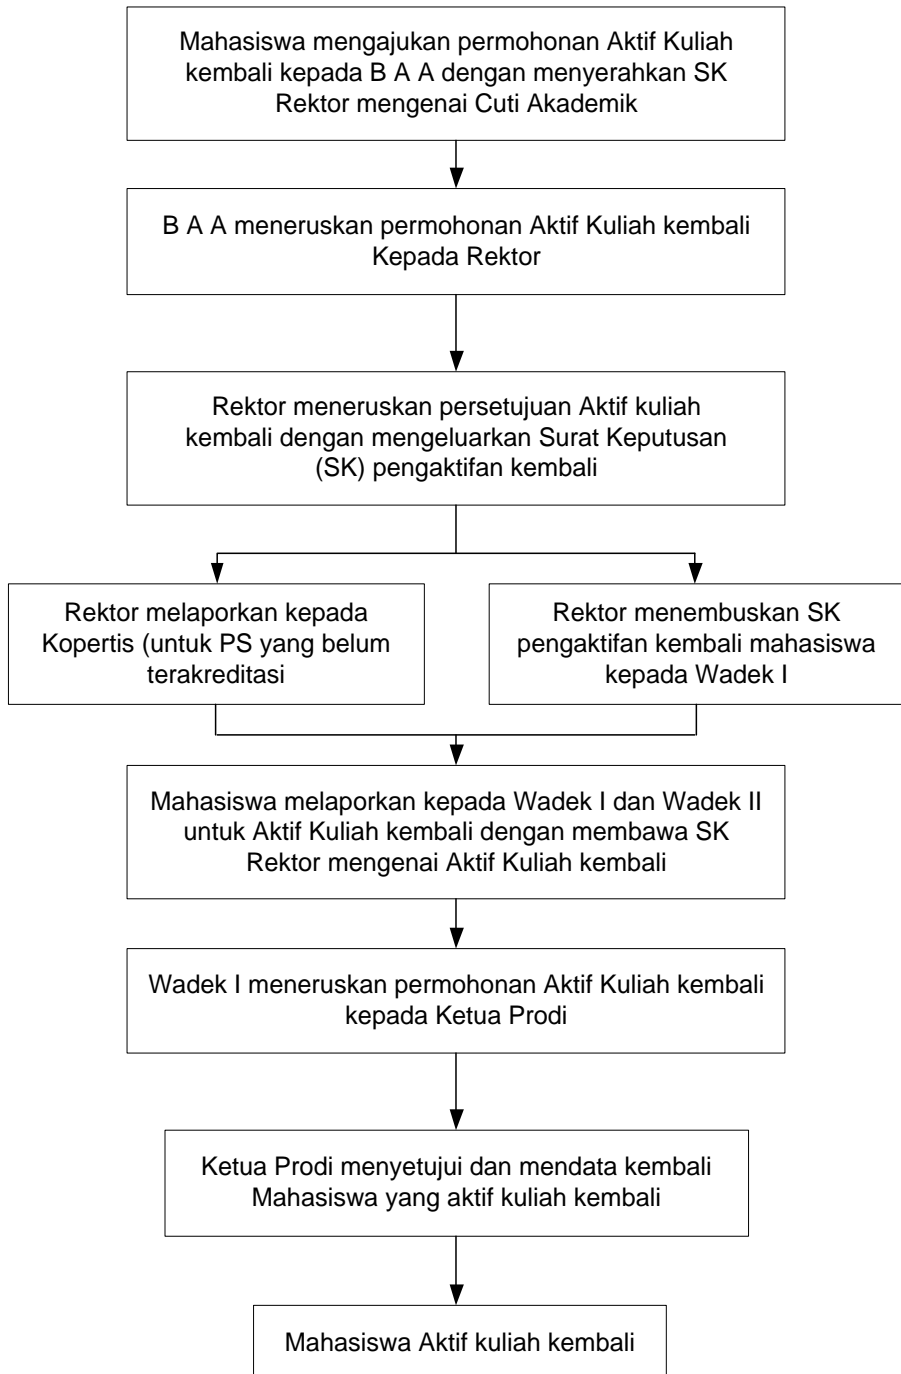 Mahasiswa mengajukan permohonan Aktif Kuliah
kembali kepada B A A dengan menyerahkan SK
Rektor mengenai Cuti Akademik
B A A meneruskan permohonan Aktif Kuliah kembali
Kepada Rektor
Rektor meneruskan persetujuan Aktif kuliah
kembali dengan mengeluarkan Surat Keputusan
(SK) pengaktifan kembali
Rektor melaporkan kepada
Kopertis (untuk PS yang belum
terakreditasi
Rektor menembuskan SK
pengaktifan kembali mahasiswa
kepada Wadek I
Mahasiswa melaporkan kepada Wadek I dan Wadek II
untuk Aktif Kuliah kembali dengan membawa SK
Rektor mengenai Aktif Kuliah kembali
Wadek I meneruskan permohonan Aktif Kuliah kembali
kepada Ketua Prodi
Ketua Prodi menyetujui dan mendata kembali
Mahasiswa yang aktif kuliah kembali
Mahasiswa Aktif kuliah kembali